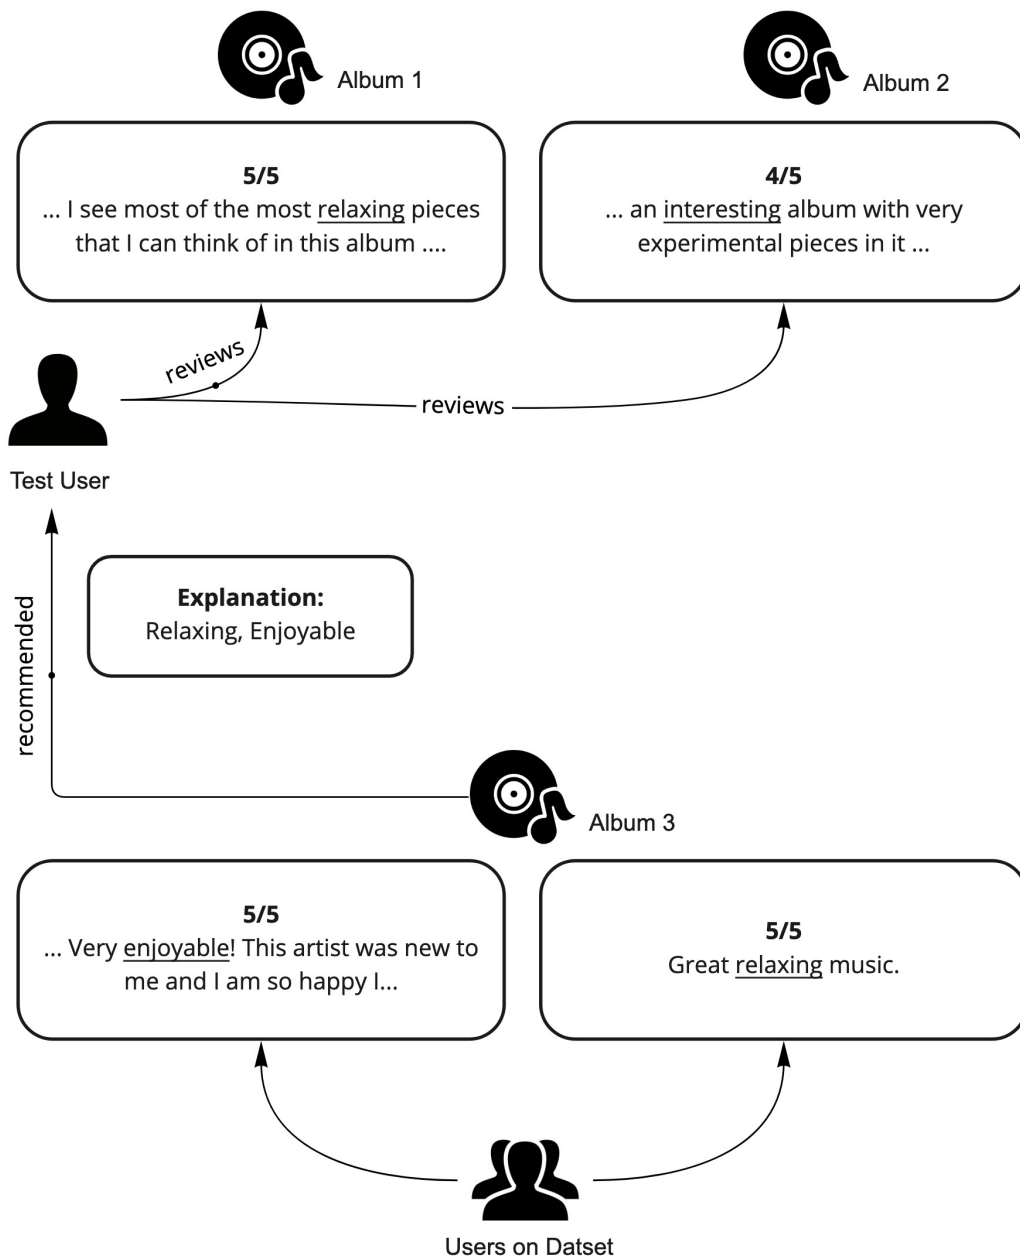 Album 1
Album 2
5/5
... I see most of the most relaxing pieces
that I can think of in this album ....
4/5
... an interesting album with very
experimental pieces in it ...
reviews
reviews
Test User
Explanation:
Relaxing, Enjoyable
recommended
Album 3
5/5
... Very enjoyable! This artist was new to
me and I am so happy I...
5/5
Great relaxing music.
Users on Datset